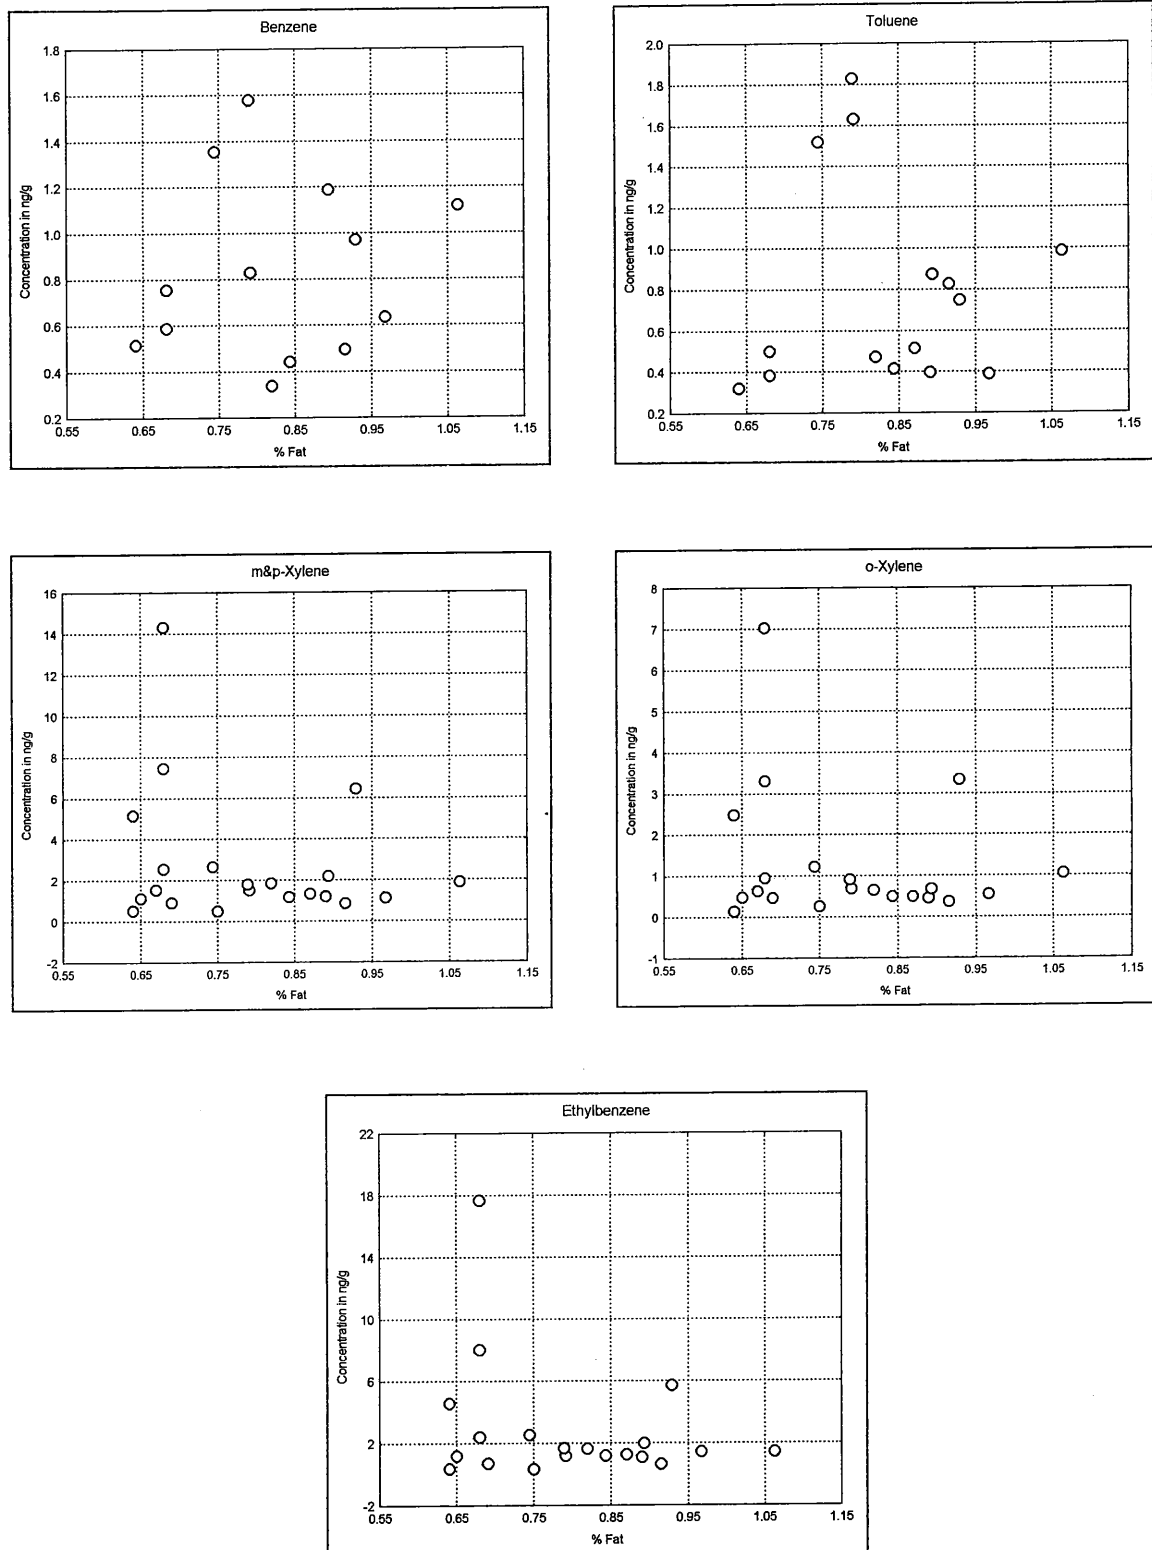 Benzene
1.8
1.6
1.4
1.2
1.0
0.8
0.6
0.4
0.2
Concentration in ng/g
0.55 0.65 0.75 0.85 0.95 1.05 1.15
% Fat
Toluene
2.0
1.8
1.6
1.4
1.2
1.0
0.8
0.6
0.4
0.2
Concentration in ng/g
0.55 0.65 0.75 0.85 0.95 1.05 1.15
% Fat
m&p-Xylene
16
14
12
10
8
6
4
2
0
-2
Concentration in ng/g
0.55 0.65 0.75 0.85 0.95 1.05 1.15
% Fat
o-Xylene
8
7
6
5
4
3
2
1
0
-1
Concentration in ng/g
0.55 0.65 0.75 0.85 0.95 1.05 1.15
% Fat
Ethylbenzene
22
18
14
10
6
2
-2
Concentration in ng/g
0.55 0.65 0.75 0.85 0.95 1.05 1.15
% Fat